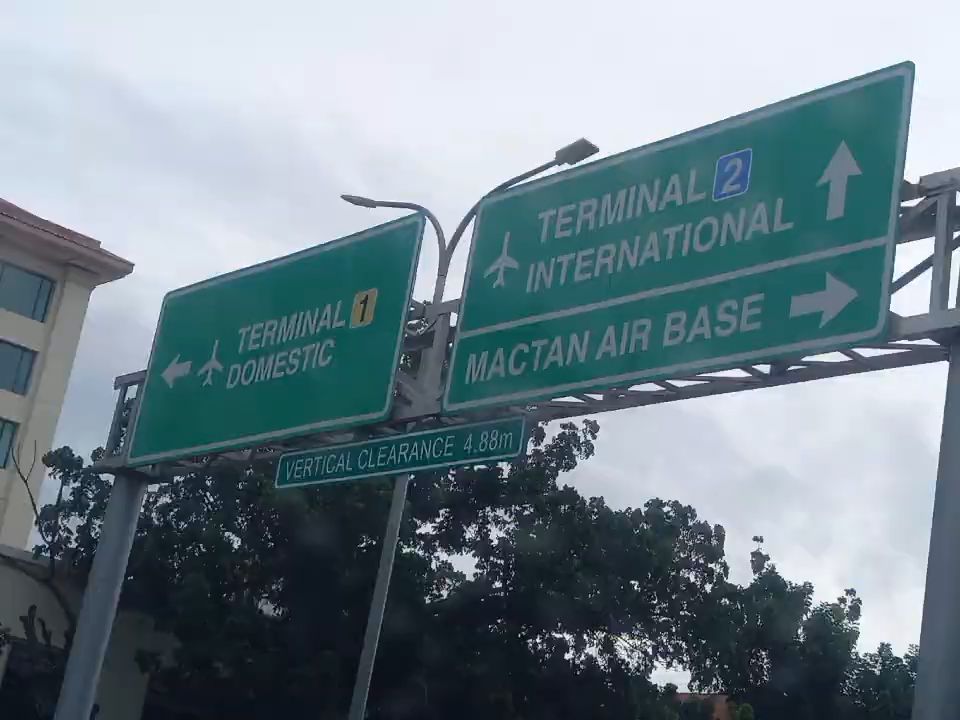 TERMINAL 1
DOMESTIC
TERMINAL 2
INTERNATIONAL
MACTAN AIR BASE
VERTICAL CLEARANCE 4.88m